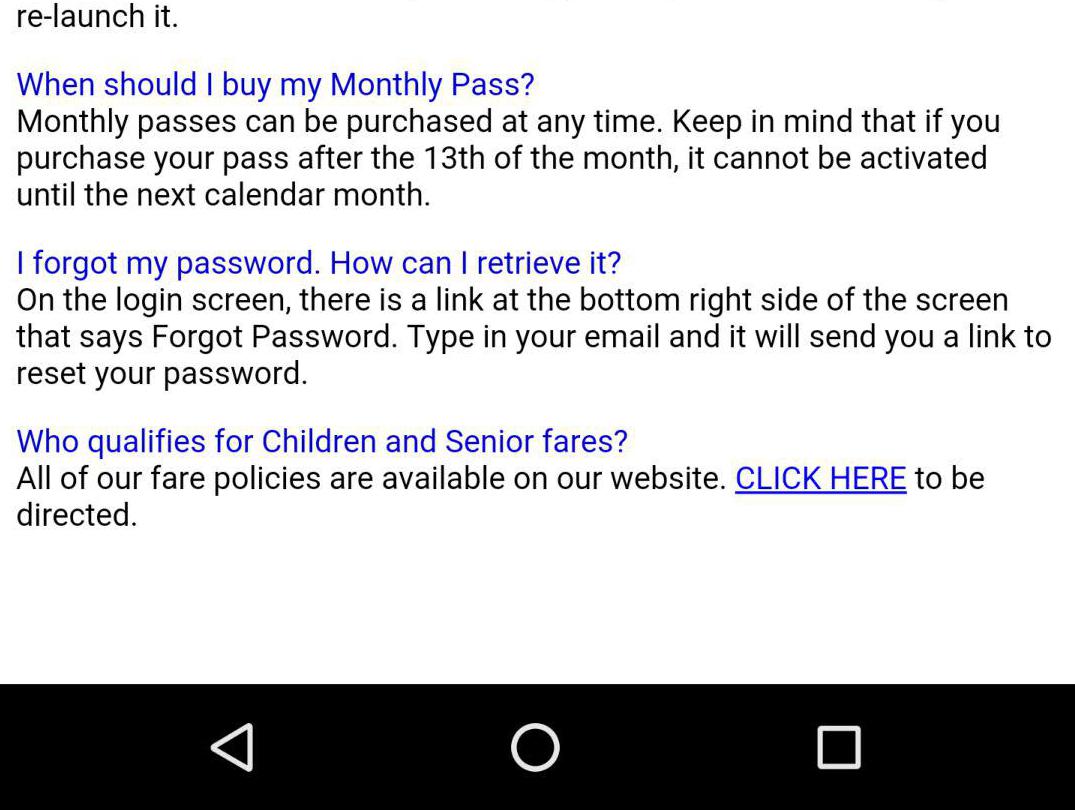 re-launch it.
When should I buy my Monthly Pass?
Monthly passes can be purchased at any time. Keep in mind that if you
purchase your pass after the 13th of the month, it cannot be activated
until the next calendar month.
I forgot my password. How can I retrieve it?
On the login screen, there is a link at the bottom right side of the screen
that says Forgot Password. Type in your email and it will send you a link to
reset your password.
Who qualifies for Children and Senior fares?
All of our fare policies are available on our website. CLICK HERE to be
directed.